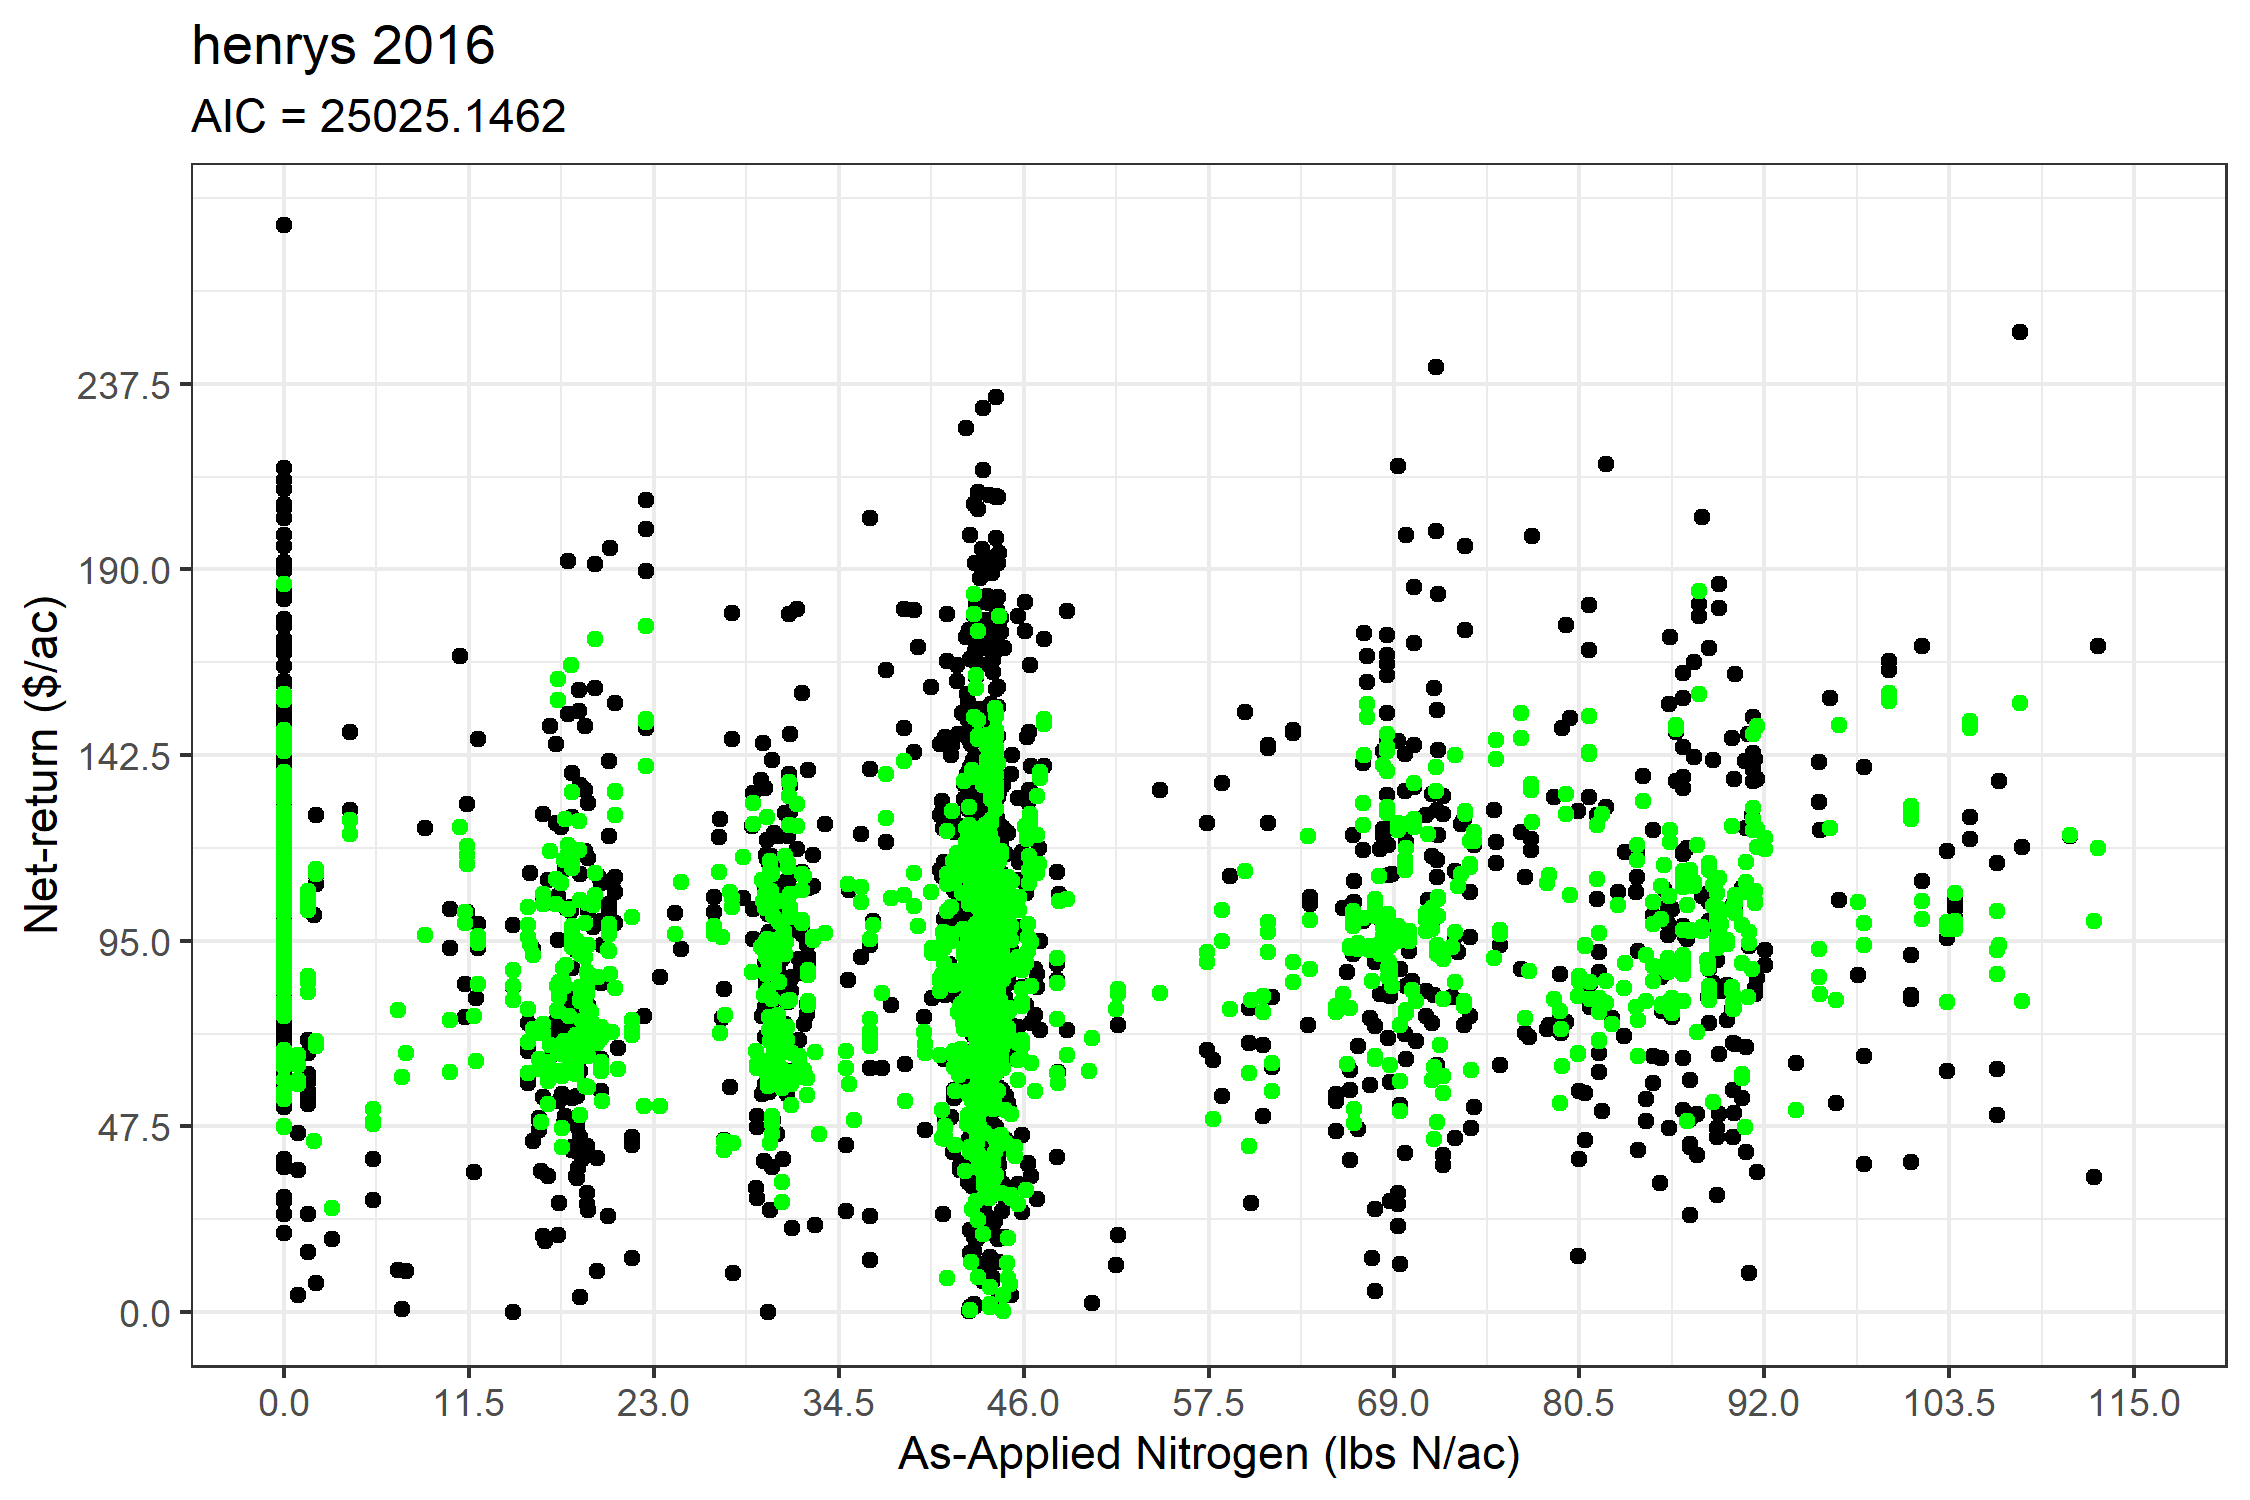 henrys 2016
AIC = 25025.1462
Net-return ($/ac)
237.5
190.0
142.5
95.0
47.5
0.0
0.0 11.5 23.0 34.5 46.0 57.5 69.0 80.5 92.0 103.5 115.0
As-Applied Nitrogen (lbs N/ac)